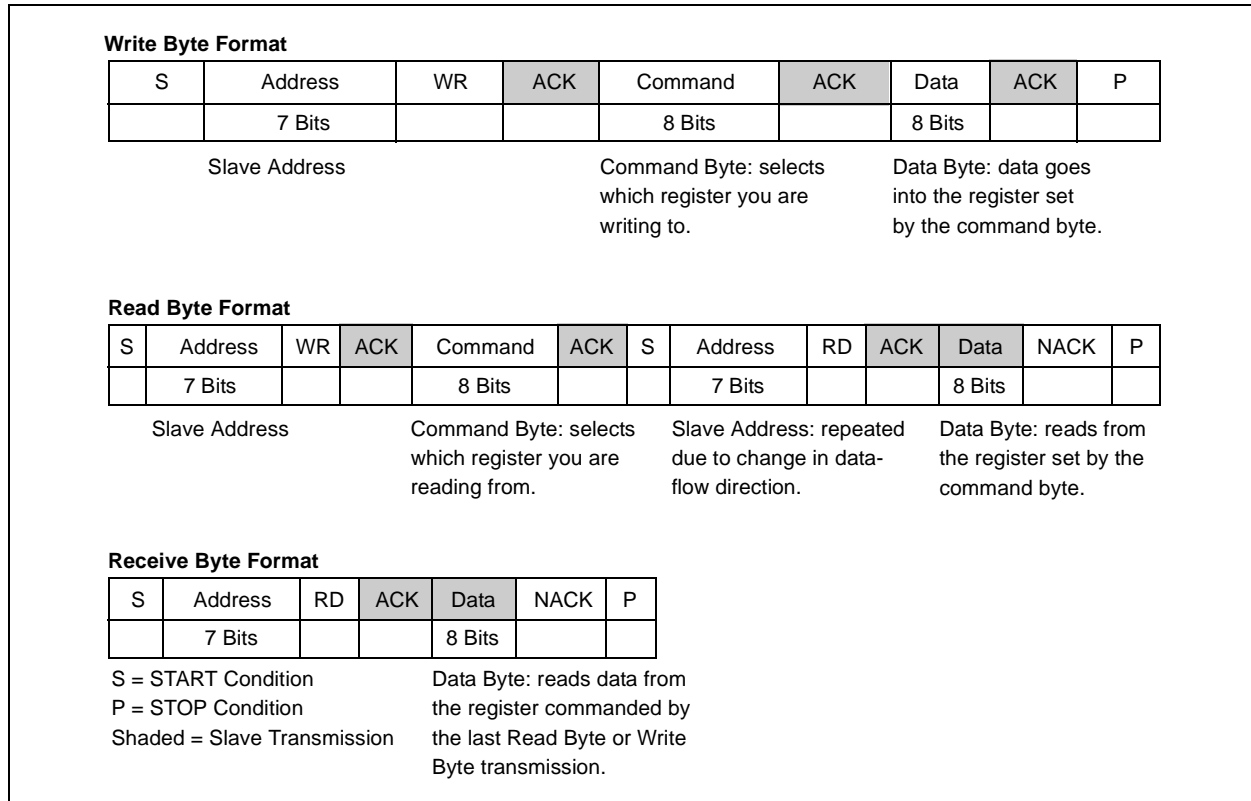 Write Byte Format
S Address WR ACK Command ACK Data ACK P
7 Bits 8 Bits 8 Bits
Slave Address
Command Byte: selects
which register you are
writing to.
Data Byte: data goes
into the register set
by the command byte.
Read Byte Format
S Address WR ACK Command ACK S Address RD ACK Data NACK P
7 Bits 8 Bits 7 Bits 8 Bits
Slave Address
Command Byte: selects
which register you are
reading from.
Slave Address: repeated
due to change in data-
flow direction.
Data Byte: reads from
the register set by the
command byte.
Receive Byte Format
S Address RD ACK Data NACK P
7 Bits 8 Bits
S = START Condition
P = STOP Condition
Shaded = Slave Transmission
Data Byte: reads data from
the register commanded by
the last Read Byte or Write
Byte transmission.